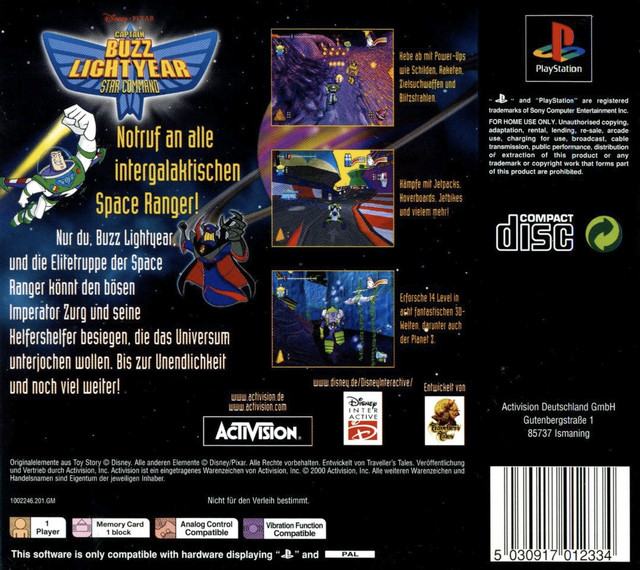 Disney · PIXAR
CAPTAIN
BUZZ
LIGHTYEAR
STAR COMMAND
Notruf an alle
intergalaktischen
Space Ranger!
Nur du, Buzz Lightyear,
und die Elitetruppe der Space
Ranger könnt den bösen
Imperator Zurg und seine
Helfershelfer besiegen, die das Universum
unterjochen wollen. Bis zur Unendlichkeit
und noch viel weiter!
Hebe ab mit Power-Ups
wie Schilden, Raketen,
Zielsuchwaffen und
Blitzstrahlen.
Kämpfe mit Jetpacks,
Hoverboards, Jetbikes
und vielem mehr!
Erforsche 14 Level in
acht fantastischen 3D-
Welten, darunter auch
der Planet Z.
www.activision.de
www.activision.com
ACTIVISION.
www.disney.de/DisneyInteractive/
Disney
INTER
ACTIVE
Entwickelt von
TRAVELLER'S
TALES
PlayStation
" " and "PlayStation" are registered
trademarks of Sony Computer Entertainment Inc.
FOR HOME USE ONLY. Unauthorised copying,
adaptation, rental, lending, re-sale, arcade
use, charging for use, broadcast, cable
transmission, public performance, distribution
of extraction of this product or any
trademark or copyright work that forms part
of this product are prohibited.
COMPACT
disc
Activision Deutschland GmbH
Gutenbergstraße 1
85737 Ismaning
Originalelemente aus Toy Story © Disney. Alle anderen Elemente © Disney/Pixar. Alle Rechte vorbehalten. Entwickelt von Traveller's Tales. Veröffentlichung
und Vertrieb durch Activision, Inc. Activision ist ein eingetragenes Warenzeichen von Activision, Inc. © 2000 Activision, Inc. Alle weiteren Warenzeichen und
Handelsnamen sind Eigentum der jeweiligen Inhaber.
1002246.201.GM
Nicht für den Verleih bestimmt.
1
Player
Memory Card
1 block
Analog Control
Compatible
Vibration Function
Compatible
This software is only compatible with hardware displaying " " and PAL
5 030917 012334